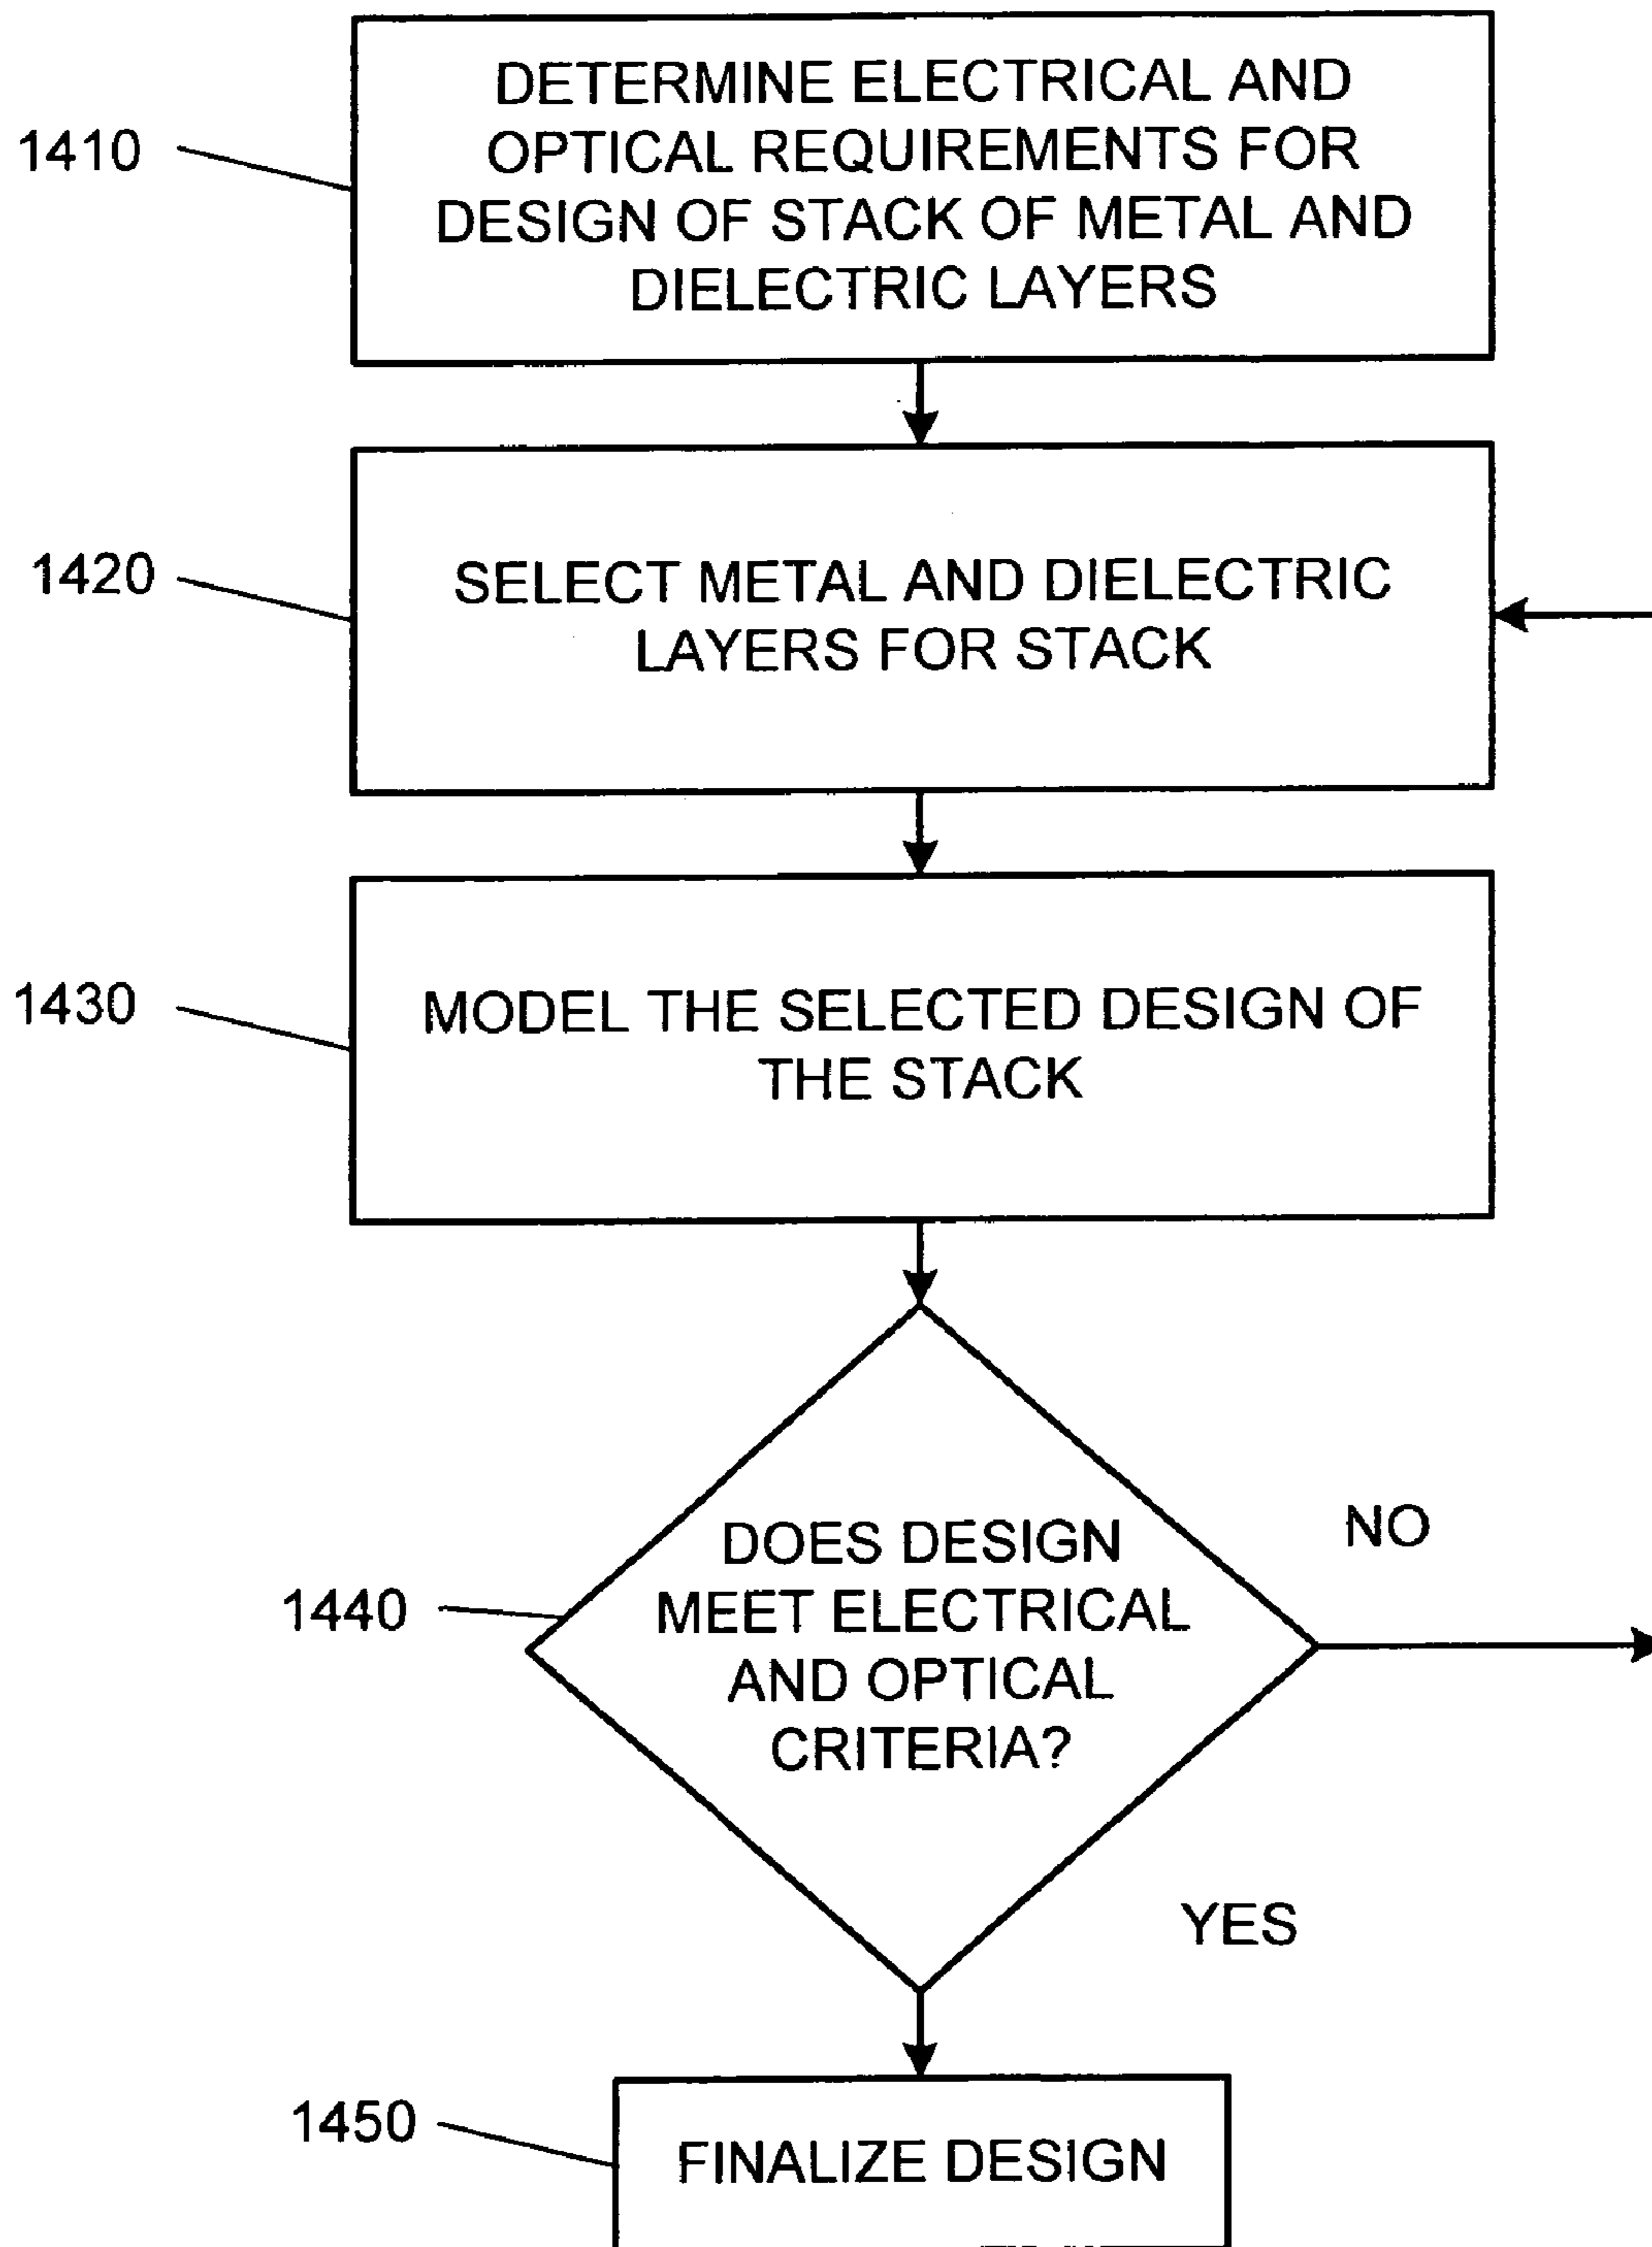 1410
DETERMINE ELECTRICAL AND
OPTICAL REQUIREMENTS FOR
DESIGN OF STACK OF METAL AND
DIELECTRIC LAYERS
1420
SELECT METAL AND DIELECTRIC
LAYERS FOR STACK
1430
MODEL THE SELECTED DESIGN OF
THE STACK
1440
DOES DESIGN
MEET ELECTRICAL
AND OPTICAL
CRITERIA?
NO
YES
1450
FINALIZE DESIGN